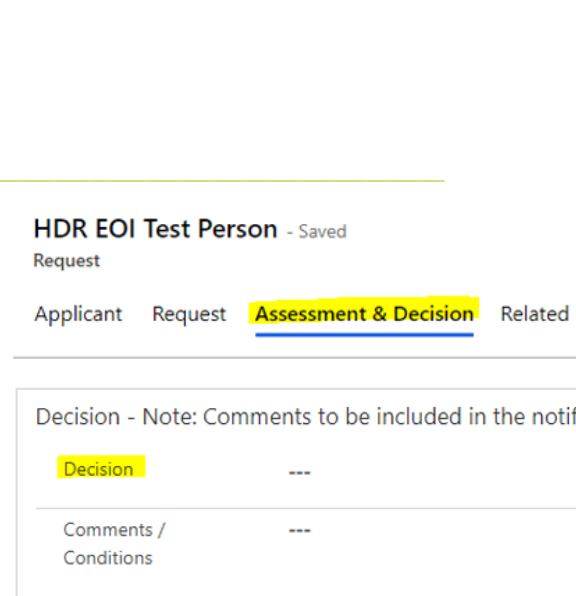 HDR EOI Test Person - Saved
Request
Applicant Request Assessment & Decision Related
Decision - Note: Comments to be included in the
Decision ---
Comments / ---
Conditions